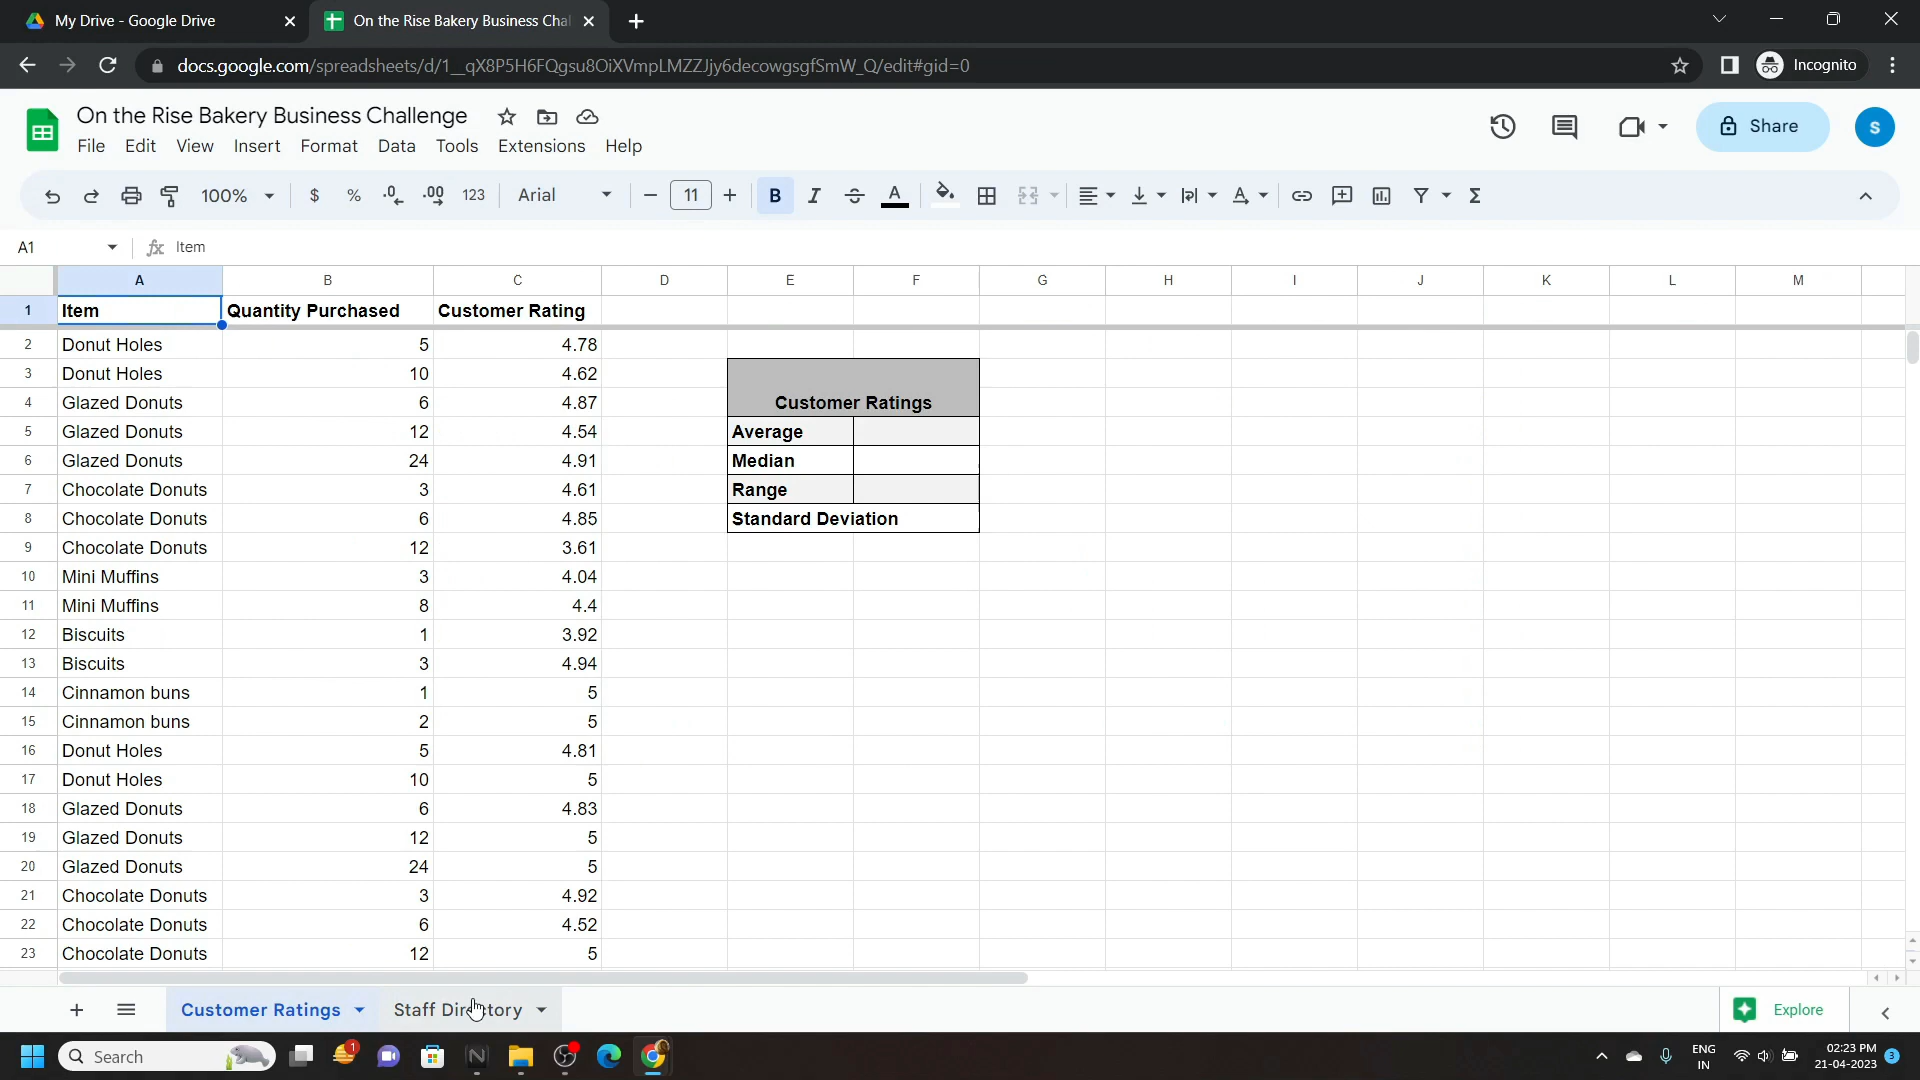 My Drive - Google Drive
On the Rise Bakery Business Chal
docs.google.com/spreadsheets/d/1__qX8P5H6FQgsu8OiXVmpLMZZJjy6decowgsgfSmW_Q/edit#gid=0
Incognito
On the Rise Bakery Business Challenge
File Edit View Insert Format Data Tools Extensions Help
Share
S
100% $ % .0 .00 123 Arial 11 B I A
A1 fx Item
A B C D E F G H I J K L M
1 Item Quantity Purchased Customer Rating
2 Donut Holes 5 4.78
3 Donut Holes 10 4.62
4 Glazed Donuts 6 4.87 Customer Ratings
5 Glazed Donuts 12 4.54 Average
6 Glazed Donuts 24 4.91 Median
7 Chocolate Donuts 3 4.61 Range
8 Chocolate Donuts 6 4.85 Standard Deviation
9 Chocolate Donuts 12 3.61
10 Mini Muffins 3 4.04
11 Mini Muffins 8 4.4
12 Biscuits 1 3.92
13 Biscuits 3 4.94
14 Cinnamon buns 1 5
15 Cinnamon buns 2 5
16 Donut Holes 5 4.81
17 Donut Holes 10 5
18 Glazed Donuts 6 4.83
19 Glazed Donuts 12 5
20 Glazed Donuts 24 5
21 Chocolate Donuts 3 4.92
22 Chocolate Donuts 6 4.52
23 Chocolate Donuts 12 5
Customer Ratings Staff Directory Explore
Search 1 ENG 02:23 PM 3
IN 21-04-2023